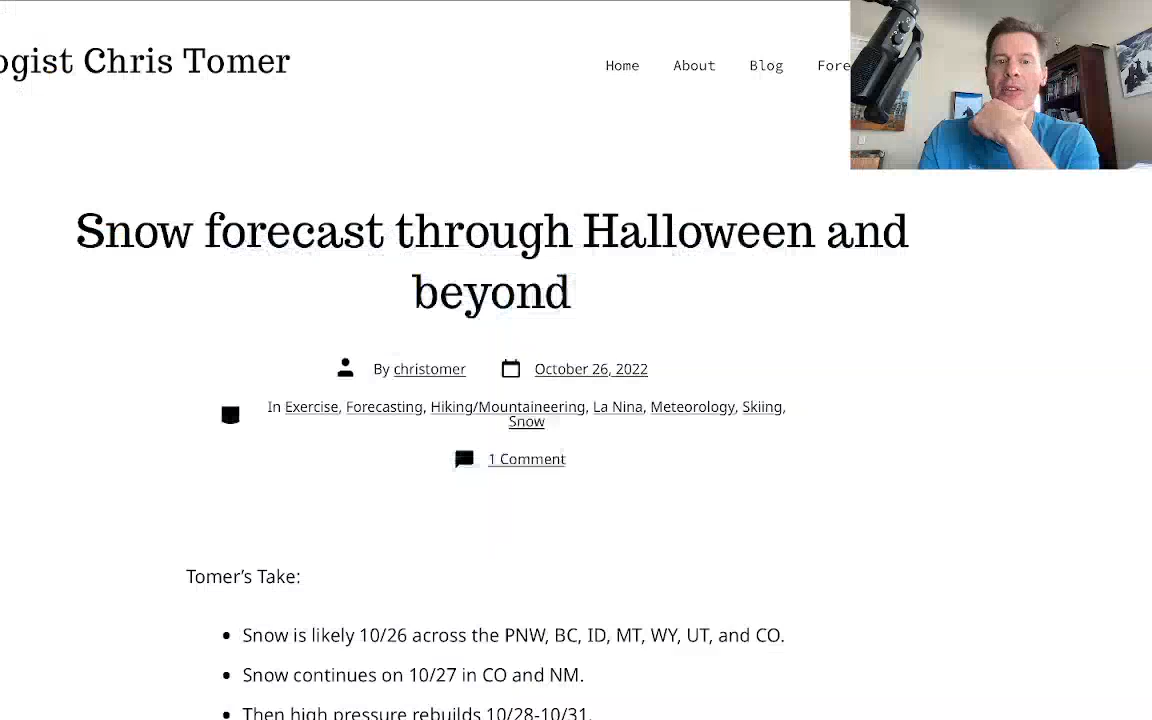 ogist Chris Tomer
Home About Blog Fore
Snow forecast through Halloween and
beyond
By christomer October 26, 2022
In Exercise, Forecasting, Hiking/Mountaineering, La Nina, Meteorology, Skiing,
Snow
1 Comment
Tomer’s Take:
• Snow is likely 10/26 across the PNW, BC, ID, MT, WY, UT, and CO.
• Snow continues on 10/27 in CO and NM.
• Then high pressure rebuilds 10/28-10/31.